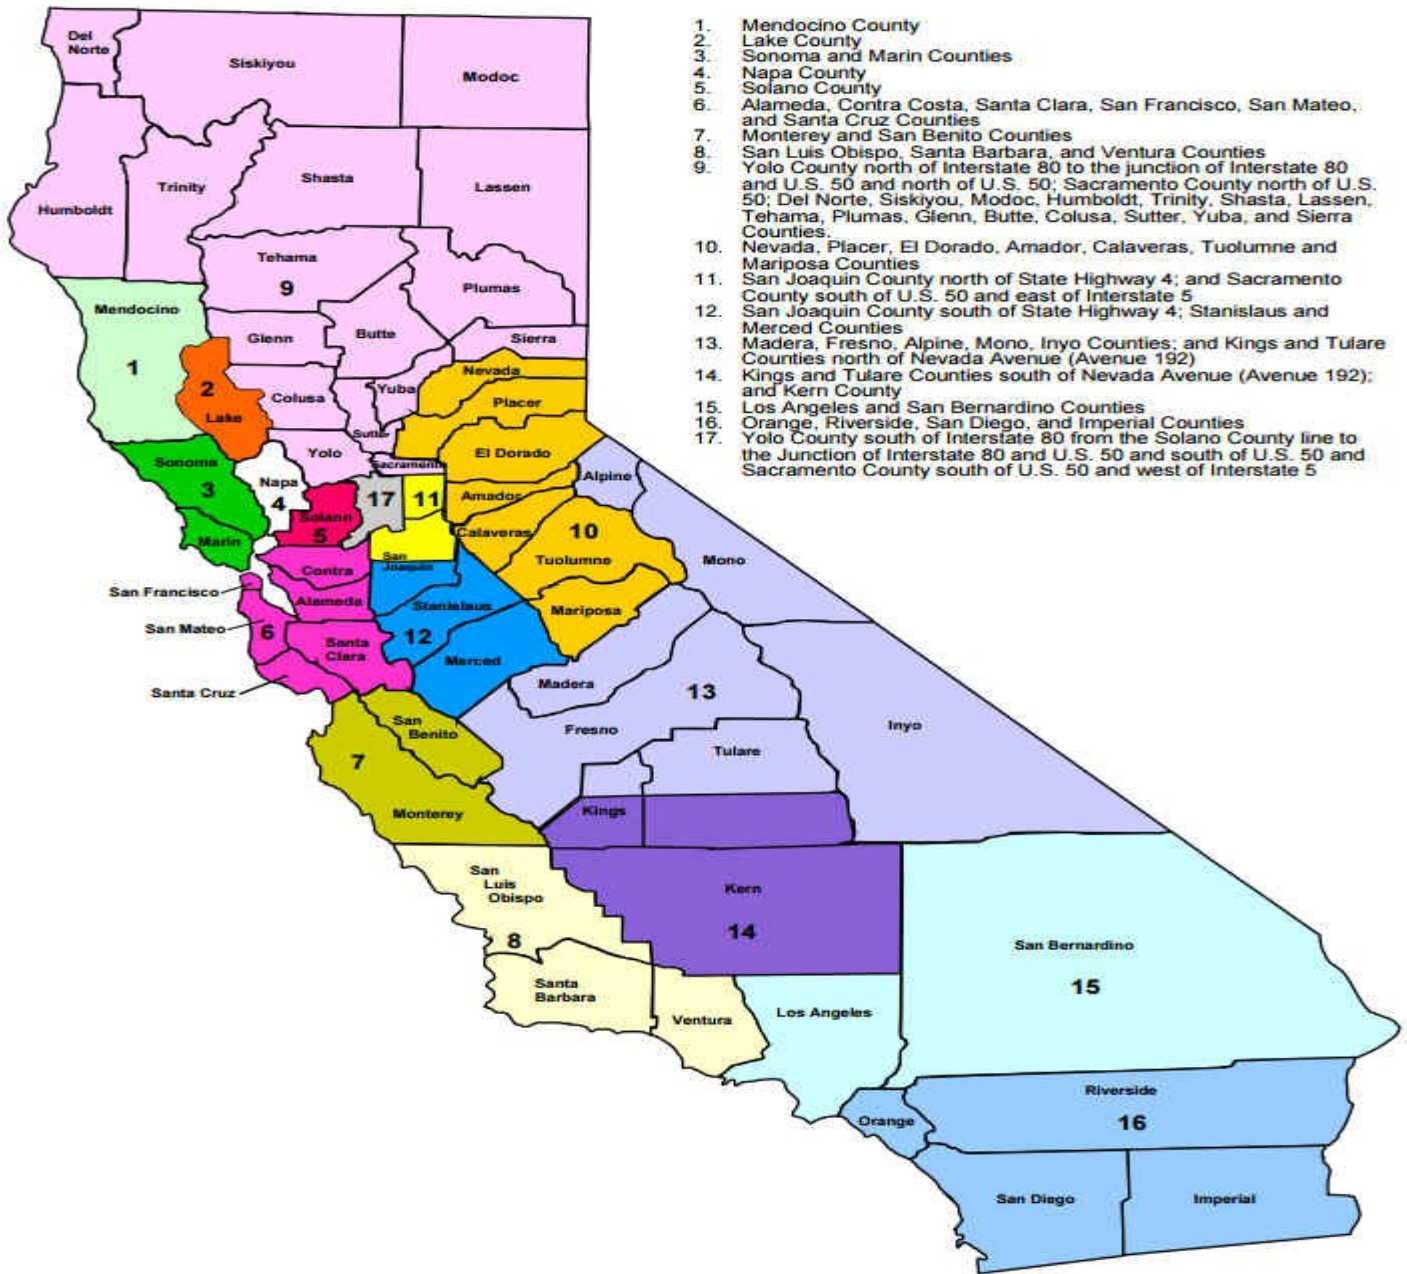 1. Mendocino County
2. Lake County
3. Sonoma and Marin Counties
4. Napa County
5. Solano County
6. Alameda, Contra Costa, Santa Clara, San Francisco, San Mateo,
and Santa Cruz Counties
7. Monterey and San Benito Counties
8. San Luis Obispo, Santa Barbara, and Ventura Counties
9. Yolo County north of Interstate 80 to the junction of Interstate 80
and U.S. 50 and north of U.S. 50; Sacramento County north of U.S.
50; Del Norte, Siskiyou, Modoc, Humboldt, Trinity, Shasta, Lassen,
Tehama, Plumas, Glenn, Butte, Colusa, Sutter, Yuba, and Sierra
Counties.
10. Nevada, Placer, El Dorado, Amador, Calaveras, Tuolumne and
Mariposa Counties
11. San Joaquin County north of State Highway 4; and Sacramento
County south of U.S. 50 and east of Interstate 5
12. San Joaquin County south of State Highway 4; Stanislaus and
Merced Counties
13. Madera, Fresno, Alpine, Mono, Inyo Counties; and Kings and Tulare
Counties north of Nevada Avenue (Avenue 192)
14. Kings and Tulare Counties south of Nevada Avenue (Avenue 192);
and Kern County
15. Los Angeles and San Bernardino Counties
16. Orange, Riverside, San Diego, and Imperial Counties
17. Yolo County south of Interstate 80 from the Solano County line to
the Junction of Interstate 80 and U.S. 50 and south of U.S. 50 and
Sacramento County south of U.S. 50 and west of Interstate 5
Del
Norte
Siskiyou
Modoc
Humboldt
Trinity
Shasta
Lassen
Tehama
9
Plumas
Mendocino
1
Glenn
Butte
Sierra
2
Lake
Colusa
Yuba
Nevada
Placer
Sutter
Yolo
Sacramento
El Dorado
Sonoma
3
Marin
Napa
4
Solano
5
17
11
Amador
Alpine
Calaveras
10
Tuolumne
Mono
Contra
San
Joaquin
San Francisco
Alameda
Stanislaus
Mariposa
San Mateo
6
Santa
Clara
12
Merced
Santa Cruz
Madera
13
San
Benito
Fresno
Inyo
7
Tulare
Monterey
Kings
San
Luis
Obispo
8
Kern
14
San Bernardino
15
Santa
Barbara
Ventura
Los Angeles
Riverside
16
Orange
San Diego
Imperial